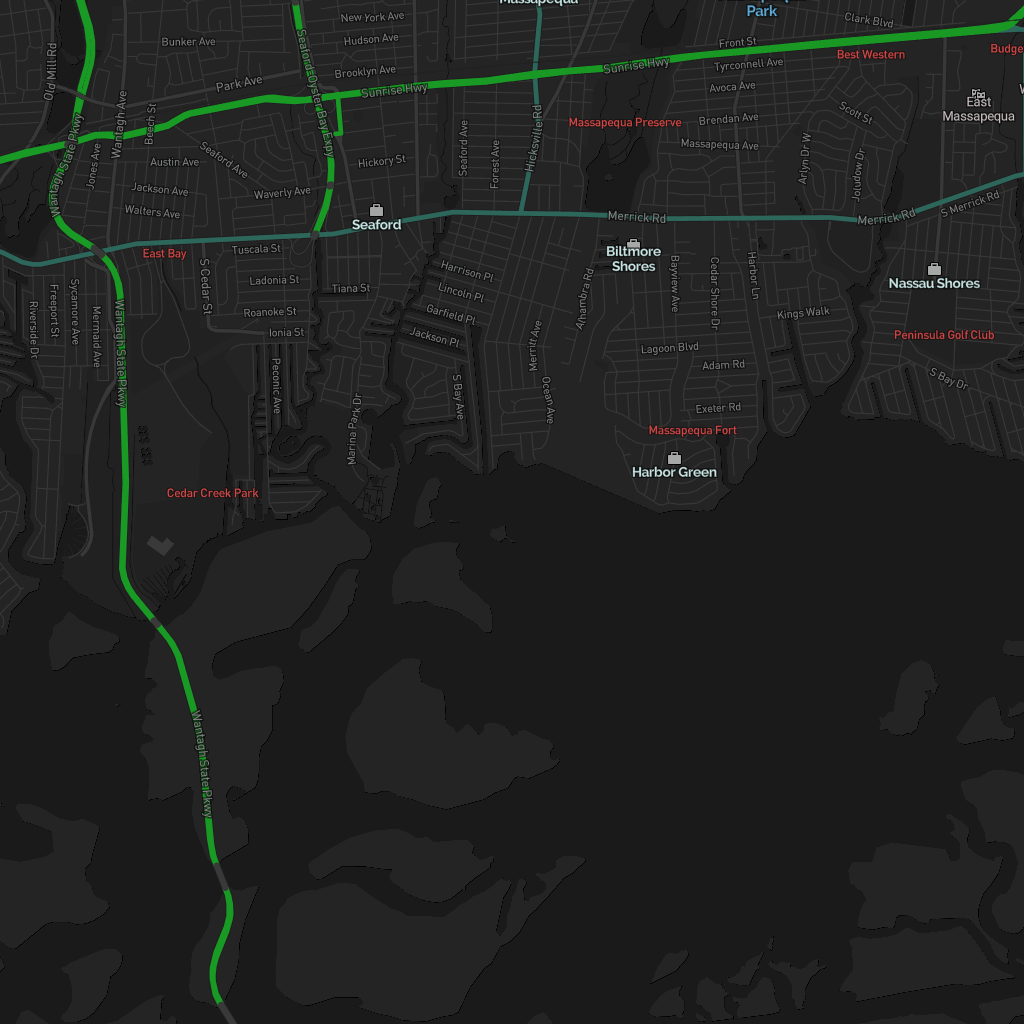 Massapequa
Park
New York Ave
Clark Blvd
Bunker Ave
Hudson Ave
Front St
Best Western
Old Mill Rd
Seaford-Oyster Bay Expy
Brooklyn Ave
Sunrise Hwy
Sunrise Hwy
Tyrconnell Ave
Park Ave
Avoca Ave
East
Massapequa
Wantagh Ave
Beech St
Scott St
Hicksville Rd
Massapequa Preserve
Brendan Ave
Wantagh State Pkwy
Jones Ave
Seaford Ave
Austin Ave
Hickory St
Seaford Ave
Forest Ave
Massapequa Ave
Arlyn Dr W
Joludow Dr
Jackson Ave
Waverly Ave
Walters Ave
Seaford
Merrick Rd
Merrick Rd
S Merrick Rd
East Bay
Tuscala St
Biltmore
Shores
S Cedar St
Ladonia St
Harrison Pl
Tiana St
Lincoln Pl
Alhambra Rd
Bayview Ave
Cedar Shore Dr
Harbor Ln
Nassau Shores
Riverside Dr
Freeport St
Sycamore Ave
Mermaid Ave
Wantagh State Pkwy
Roanoke St
Garfield Pl
Kings Walk
Ionia St
Jackson Pl
Merritt Ave
Peninsula Golf Club
Lagoon Blvd
Peconic Ave
Adam Rd
S Bay Ave
Ocean Ave
S Bay Dr
Marina Park Dr
Exeter Rd
Massapequa Fort
Harbor Green
Cedar Creek Park
Wantagh State Pkwy